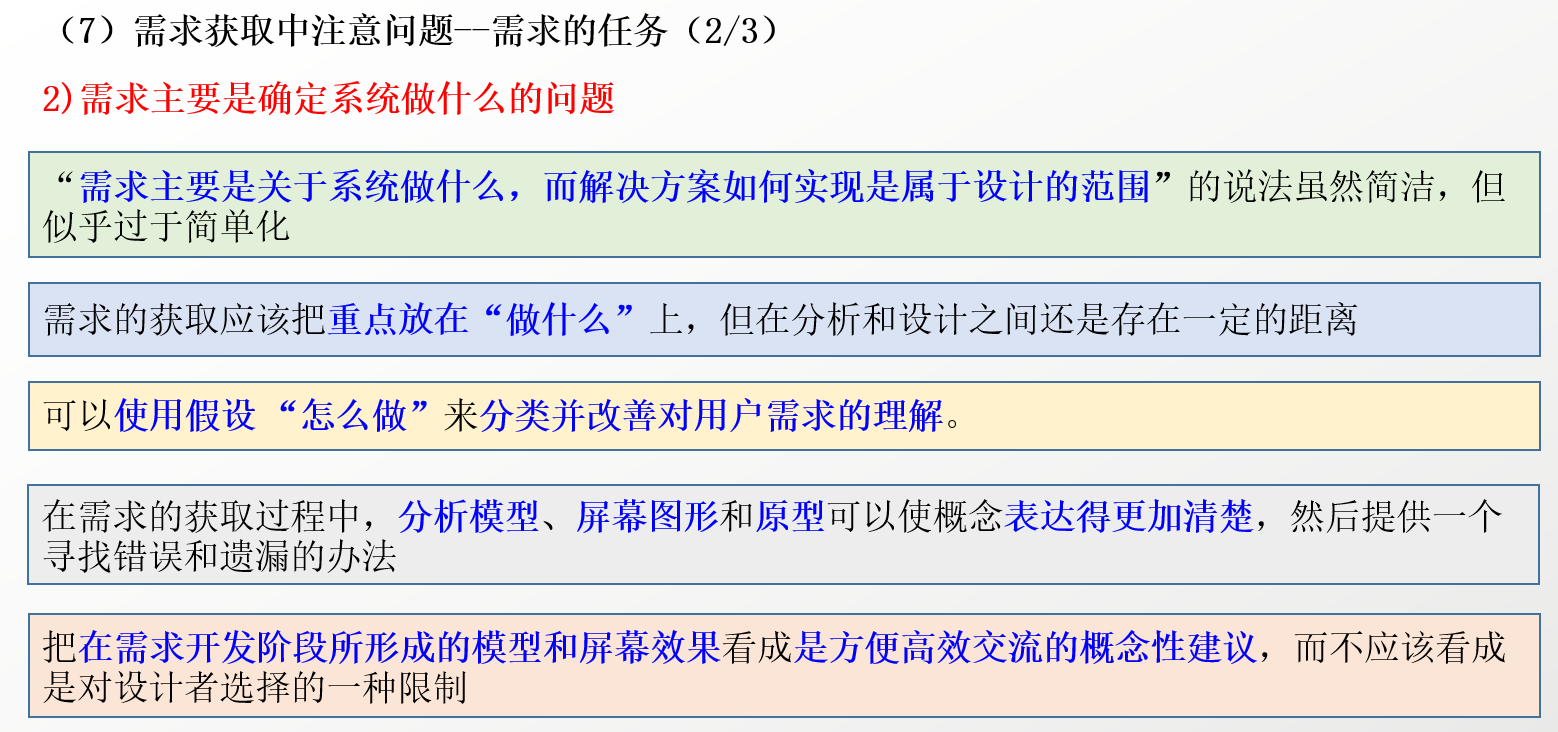 （7）需求获取中注意问题--需求的任务（2/3）
2)需求主要是确定系统做什么的问题
“需求主要是关于系统做什么，而解决方案如何实现是属于设计的范围”的说法虽然简洁，但
似乎过于简单化
需求的获取应该把重点放在“做什么”上，但在分析和设计之间还是存在一定的距离
可以使用假设“怎么做”来分类并改善对用户需求的理解。
在需求的获取过程中，分析模型、屏幕图形和原型可以使概念表达得更加清楚，然后提供一个
寻找错误和遗漏的办法
把在需求开发阶段所形成的模型和屏幕效果看成是方便高效交流的概念性建议，而不应该看成
是对设计者选择的一种限制